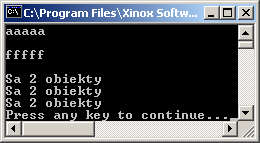 C:\Program Files\Xinox Softw...
aaaaa
fffff
Sa 2 obiekty
Sa 2 obiekty
Sa 2 obiekty
Press any key to continue...